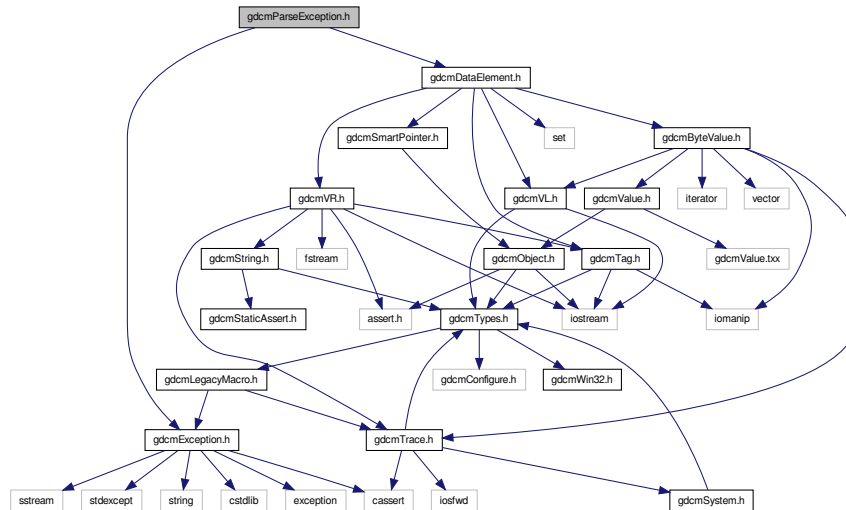 gdcmParseException.h
gdcmDataElement.h
gdcmSmartPointer.h
set
gdcmByteValue.h
gdcmVR.h
gdcmVL.h
gdcmValue.h
iterator
vector
gdcmString.h
fstream
gdcmObject.h
gdcmTag.h
gdcmValue.txx
gdcmStaticAssert.h
assert.h
gdcmTypes.h
iostream
iomanip
gdcmLegacyMacro.h
gdcmConfigure.h
gdcmWin32.h
gdcmException.h
gdcmTrace.h
sstream
stdexcept
string
cstdlib
exception
cassert
iosfwd
gdcmSystem.h